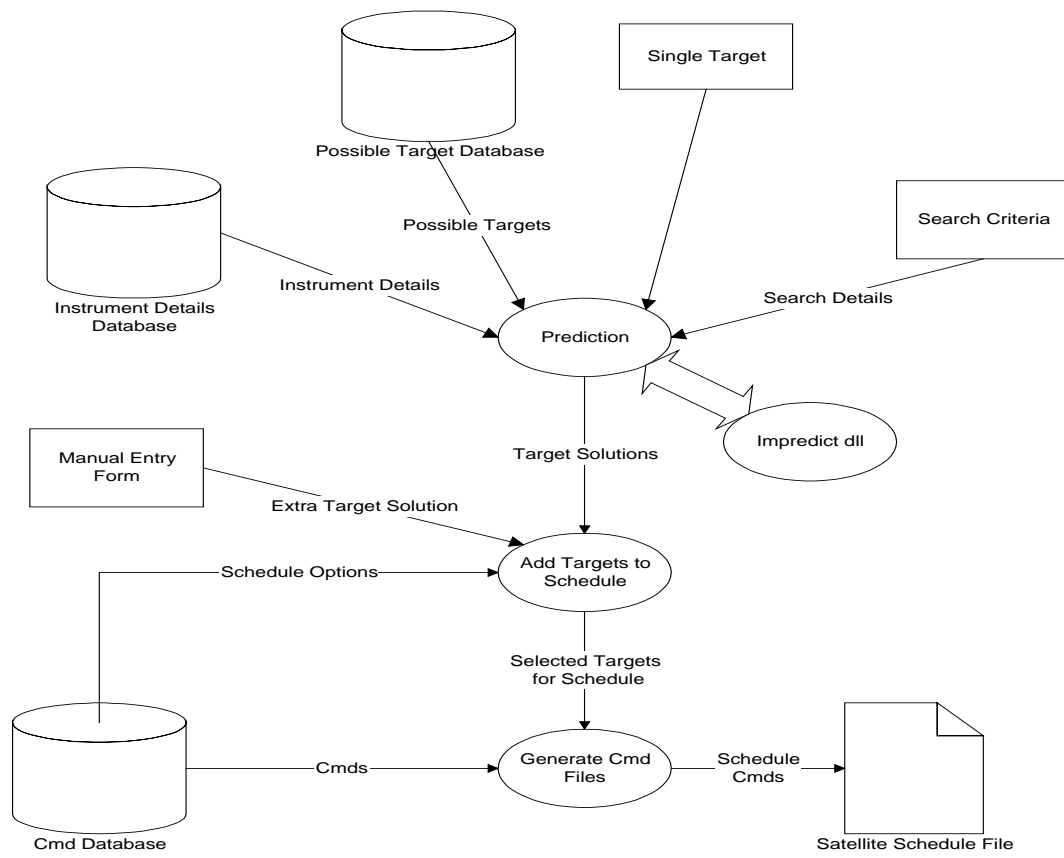 Single Target
Possible Target Database
Search Criteria
Possible Targets
Instrument Details
Search Details
Instrument Details
Database
Prediction
Impredict dll
Target Solutions
Manual Entry
Form
Extra Target Solution
Add Targets to
Schedule
Schedule Options
Selected Targets
for Schedule
Generate Cmd
Files
Cmds
Schedule
Cmds
Cmd Database
Satellite Schedule File